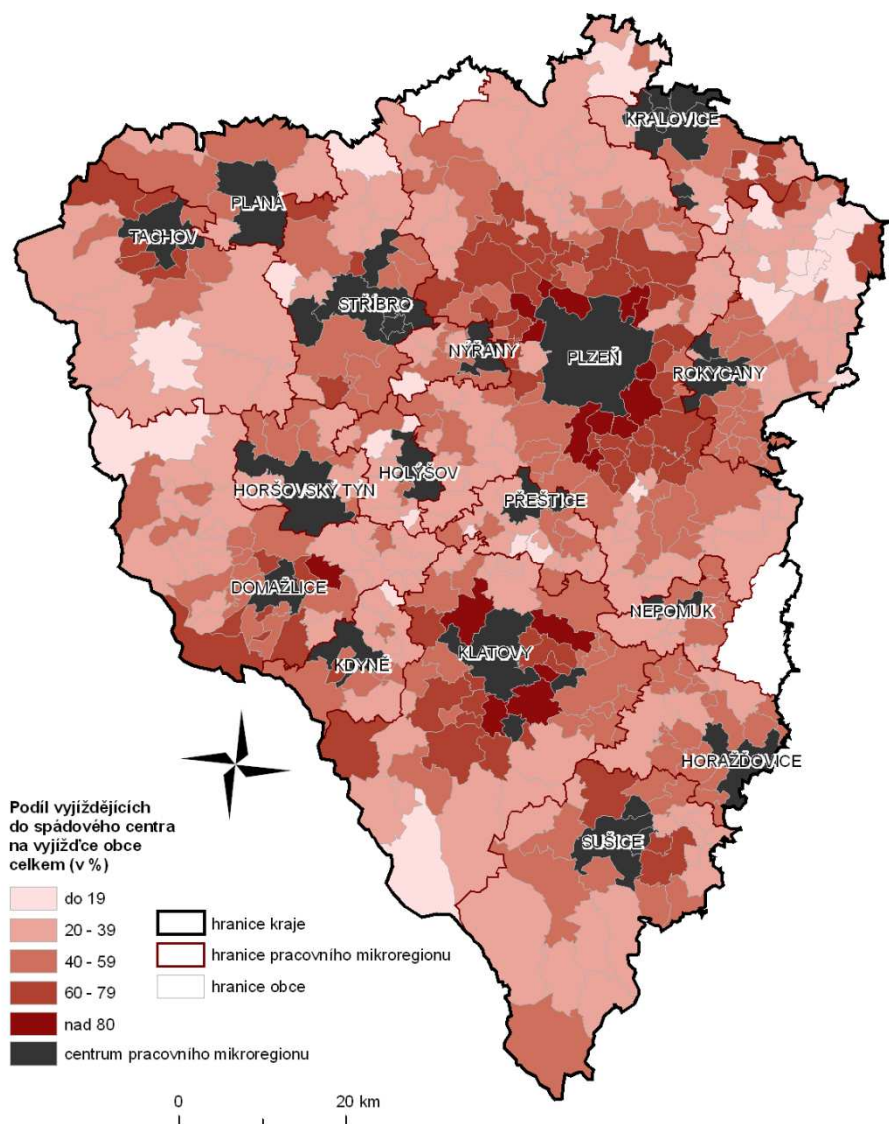 KRALOVICE
PLANÁ
TACHOV
STŘÍBRO
NÝŘANY
PLZEŇ
ROKYCANY
HOLÝŠOV
HORŠOVSKÝ TÝN
PŘEŠTICE
DOMAŽLICE
NEPOMUK
KLATOVY
KDYNĚ
HORAŽĎOVICE
SUŠICE
Podíl vyjíždějících
do spádového centra
na vyjížďce obce
celkem (v %)
do 19
20 - 39
40 - 59
60 - 79
nad 80
centrum pracovního mikroregionu
hranice kraje
hranice pracovního mikroregionu
hranice obce
0 20 km